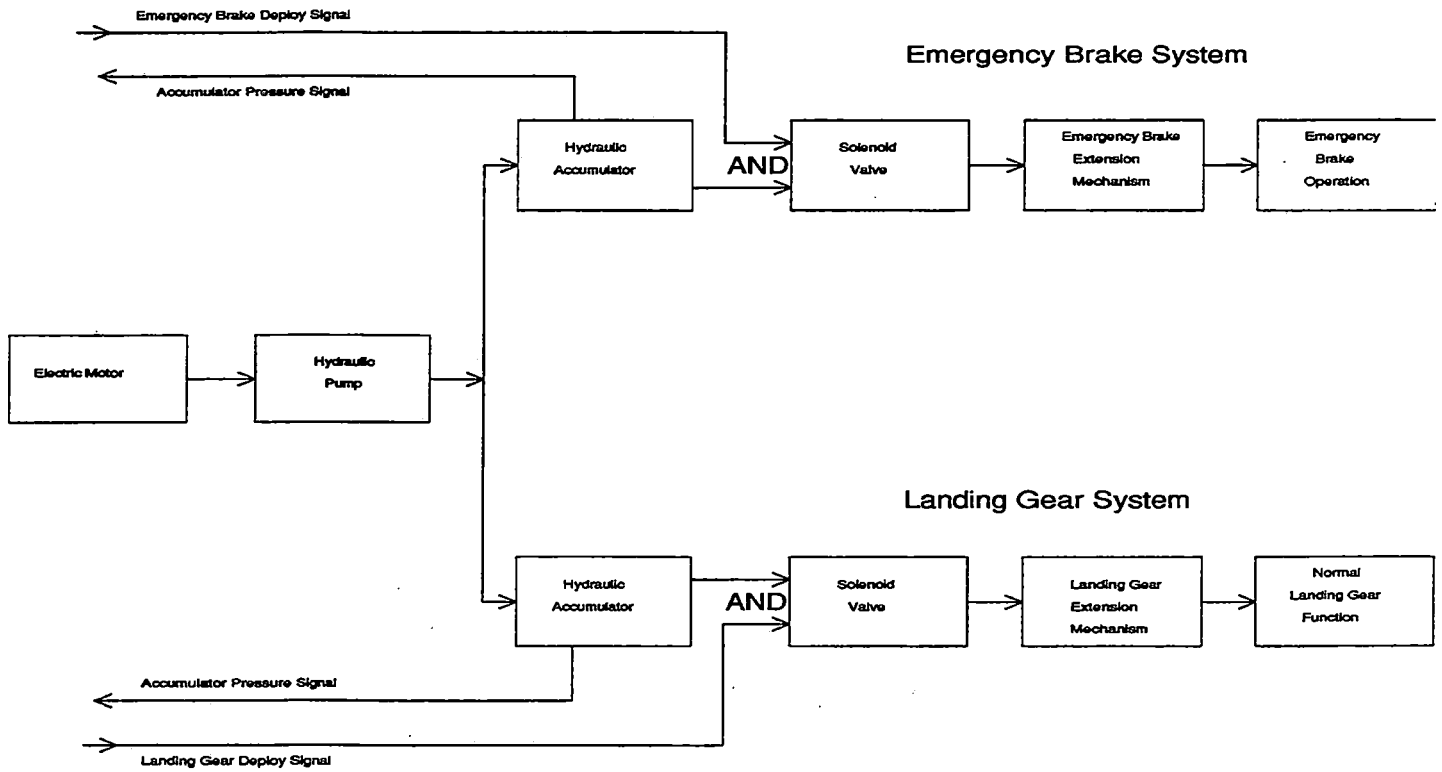 Emergency Brake Deploy Signal
Emergency Brake System
Accumulator Pressure Signal
Hydraulic
Accumulator
AND
Solenoid
Valve
Emergency Brake
Extension
Mechanism
Emergency
Brake
Operation
Electric Motor
Hydraulic
Pump
Landing Gear System
Hydraulic
Accumulator
AND
Solenoid
Valve
Landing Gear
Extension
Mechanism
Normal
Landing Gear
Function
Accumulator Pressure Signal
Landing Gear Deploy Signal